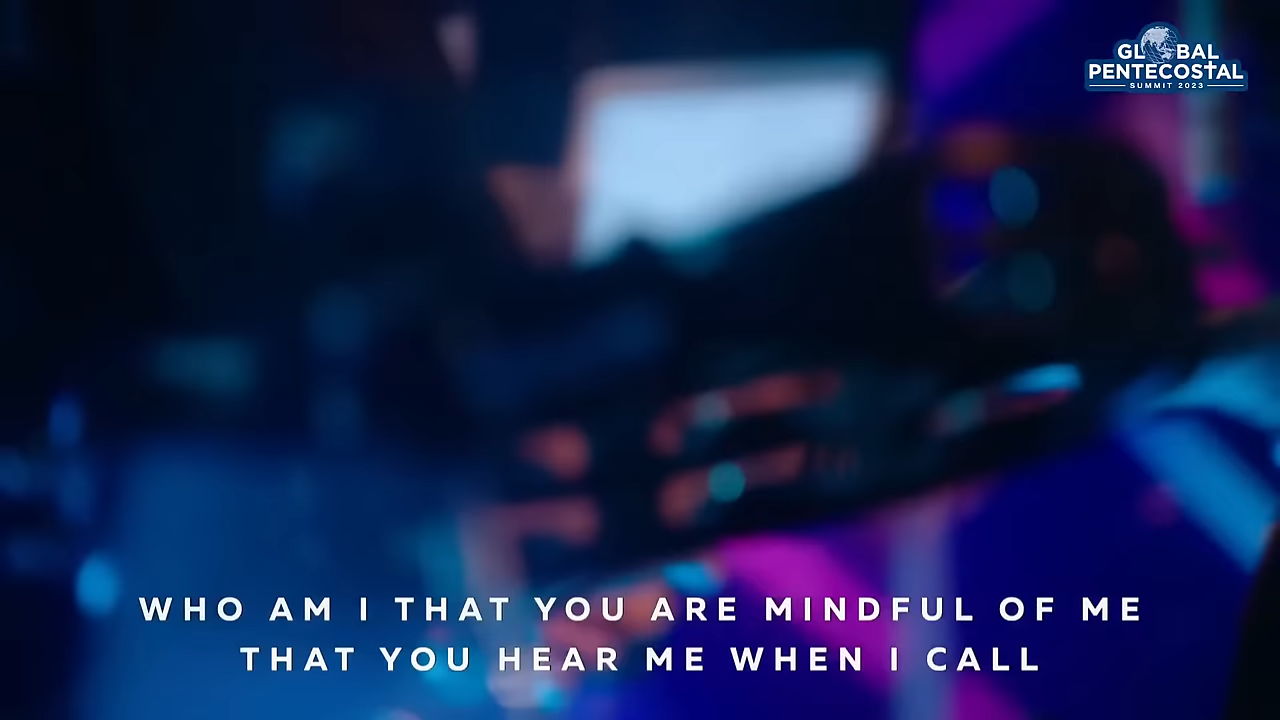 GLOBAL
PENTECOSTAL
SUMMIT 2023
WHO AM I THAT YOU ARE MINDFUL OF ME
THAT YOU HEAR ME WHEN I CALL